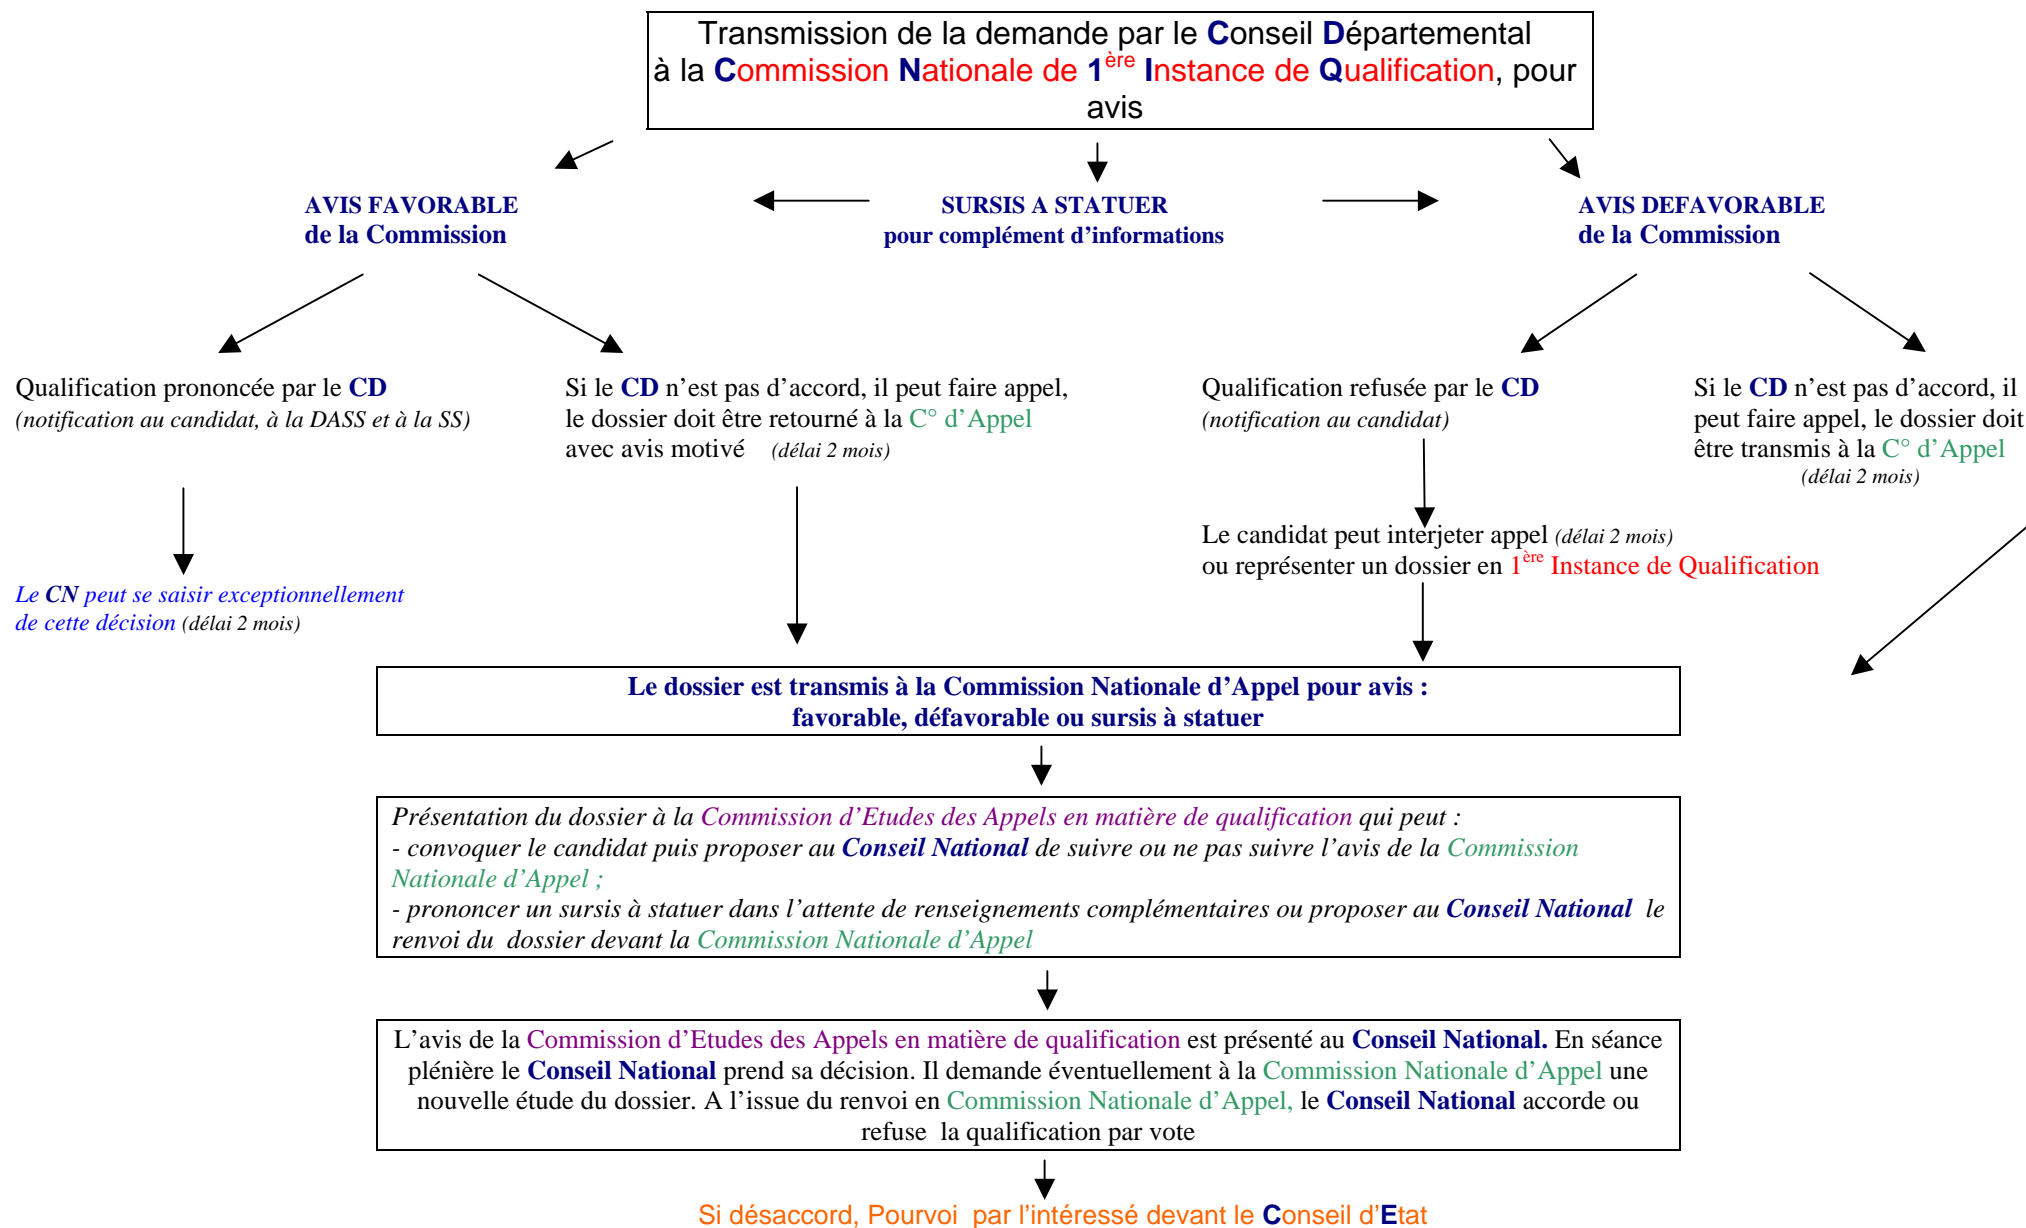 Transmission de la demande par le Conseil Départemental
à la Commission Nationale de 1ère Instance de Qualification, pour
avis
AVIS FAVORABLE
de la Commission
SURSIS A STATUER
pour complément d’informations
AVIS DEFAVORABLE
de la Commission
Qualification prononcée par le CD
(notification au candidat, à la DASS et à la SS)
Si le CD n’est pas d’accord, il peut faire appel,
le dossier doit être retourné à la C° d’Appel
avec avis motivé (délai 2 mois)
Qualification refusée par le CD
(notification au candidat)
Si le CD n’est pas d’accord, il
peut faire appel, le dossier doit
être transmis à la C° d’Appel
(délai 2 mois)
Le candidat peut interjeter appel (délai 2 mois)
ou représenter un dossier en 1ère Instance de Qualification
Le CN peut se saisir exceptionnellement
de cette décision (délai 2 mois)
Le dossier est transmis à la Commission Nationale d’Appel pour avis :
favorable, défavorable ou sursis à statuer
Présentation du dossier à la Commission d’Etudes des Appels en matière de qualification qui peut :
- convoquer le candidat puis proposer au Conseil National de suivre ou ne pas suivre l’avis de la Commission
Nationale d’Appel ;
- prononcer un sursis à statuer dans l’attente de renseignements complémentaires ou proposer au Conseil National le
renvoi du dossier devant la Commission Nationale d’Appel
L’avis de la Commission d’Etudes des Appels en matière de qualification est présenté au Conseil National. En séance
plénière le Conseil National prend sa décision. Il demande éventuellement à la Commission Nationale d’Appel une
nouvelle étude du dossier. A l’issue du renvoi en Commission Nationale d’Appel, le Conseil National accorde ou
refuse la qualification par vote
Si désaccord, Pourvoi par l’intéressé devant le Conseil d’Etat